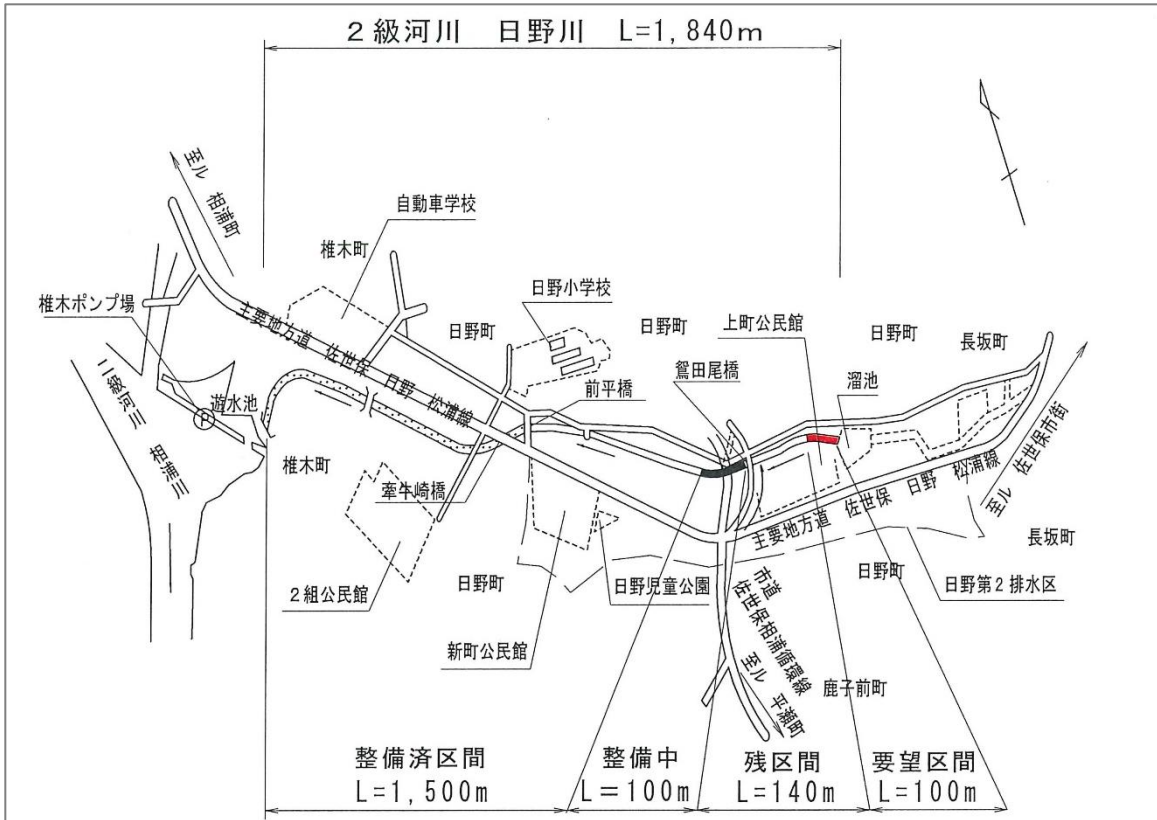 2級河川 日野川 L=1,840m
至ル 相浦町
自動車学校
椎木町
日野小学校
椎木ポンプ場
日野町
日野町
上町公民館
日野町
長坂町
主要地方道 佐世保 日野 松浦線
鴛田尾橋
溜池
二級河川 相浦川
遊水池
P
前平橋
椎木町
牽牛崎橋
主要地方道 佐世保 日野 松浦線
至ル 佐世保市街
長坂町
2組公民館
日野町
日野児童公園
日野町
日野第2排水区
新町公民館
市道 佐世保相浦循環線
至ル 平瀬町
鹿子前町
整備済区間
L=1,500m
整備中
L=100m
残区間
L=140m
要望区間
L=100m